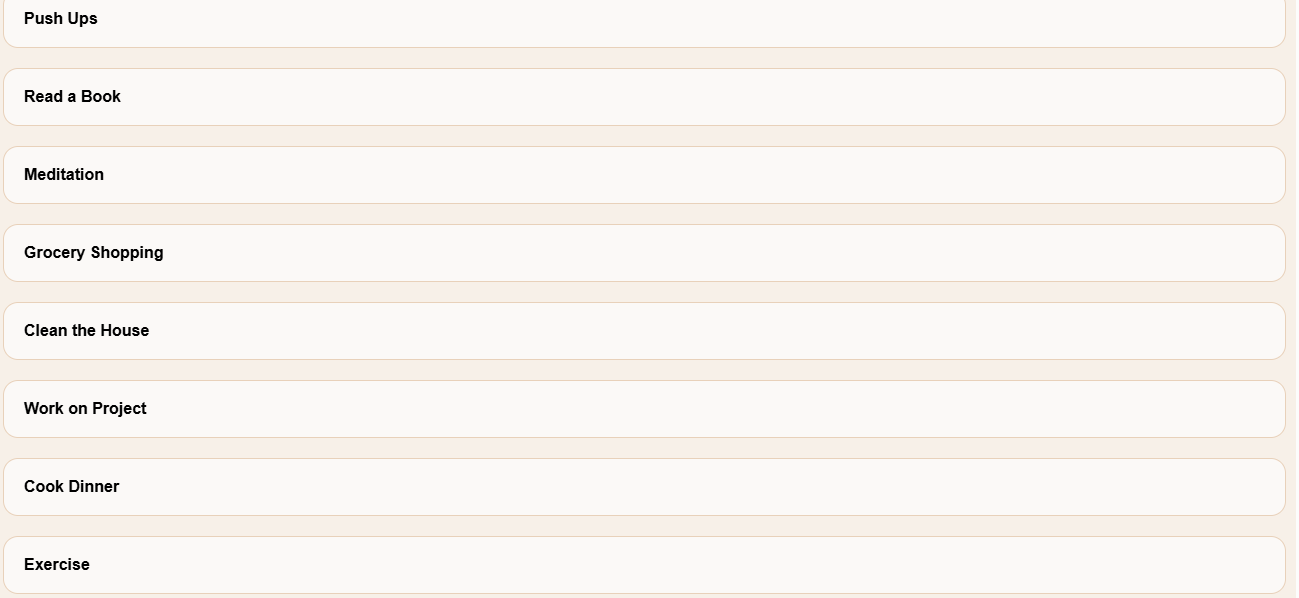 Push Ups
Read a Book
Meditation
Grocery Shopping
Clean the House
Work on Project
Cook Dinner
Exercise